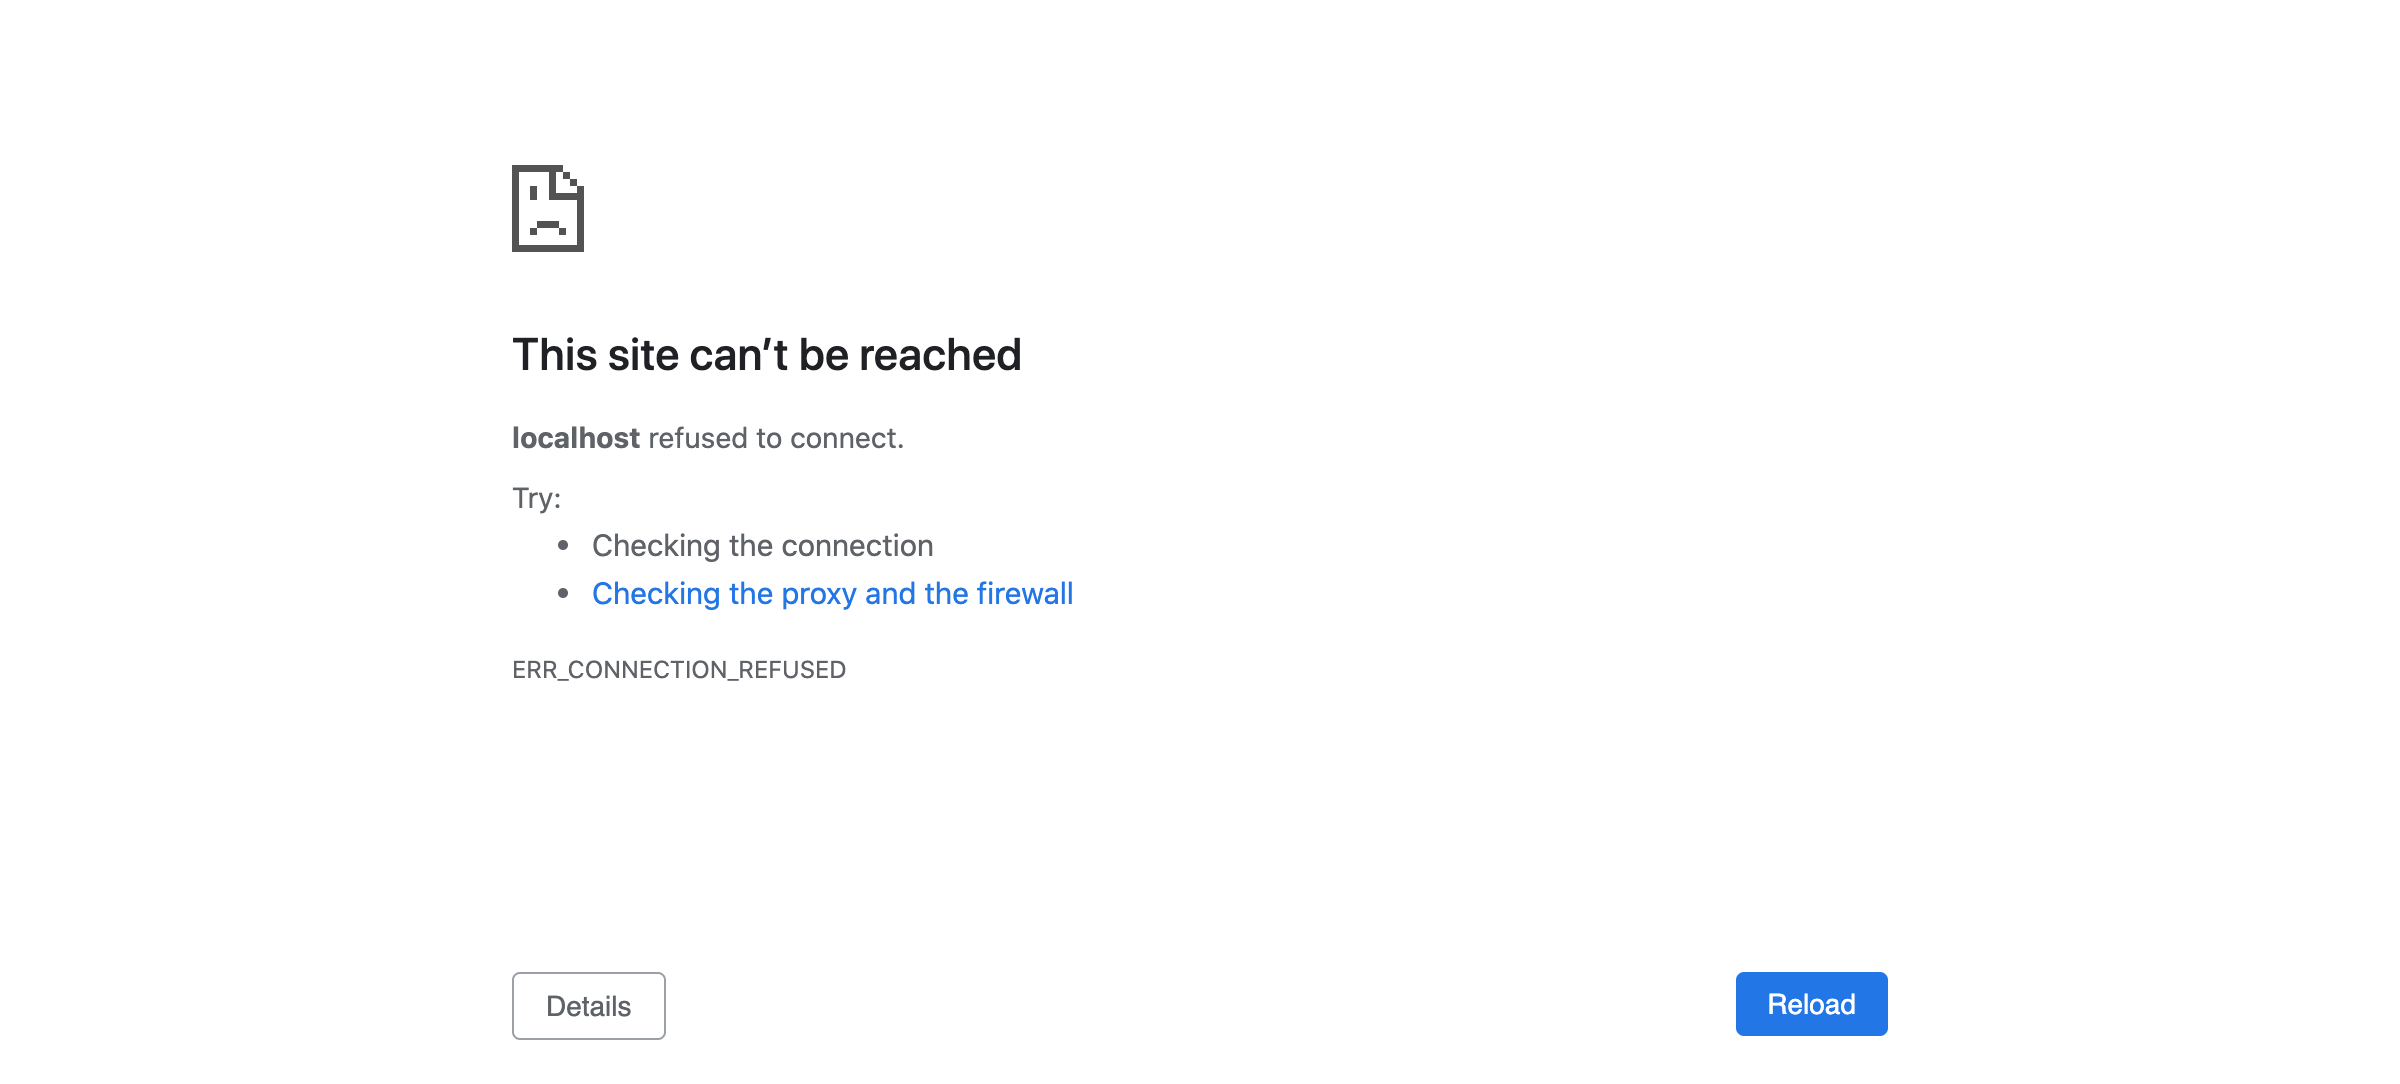 This site can’t be reached
localhost refused to connect.
Try:
• Checking the connection
• Checking the proxy and the firewall
ERR_CONNECTION_REFUSED
Details
Reload